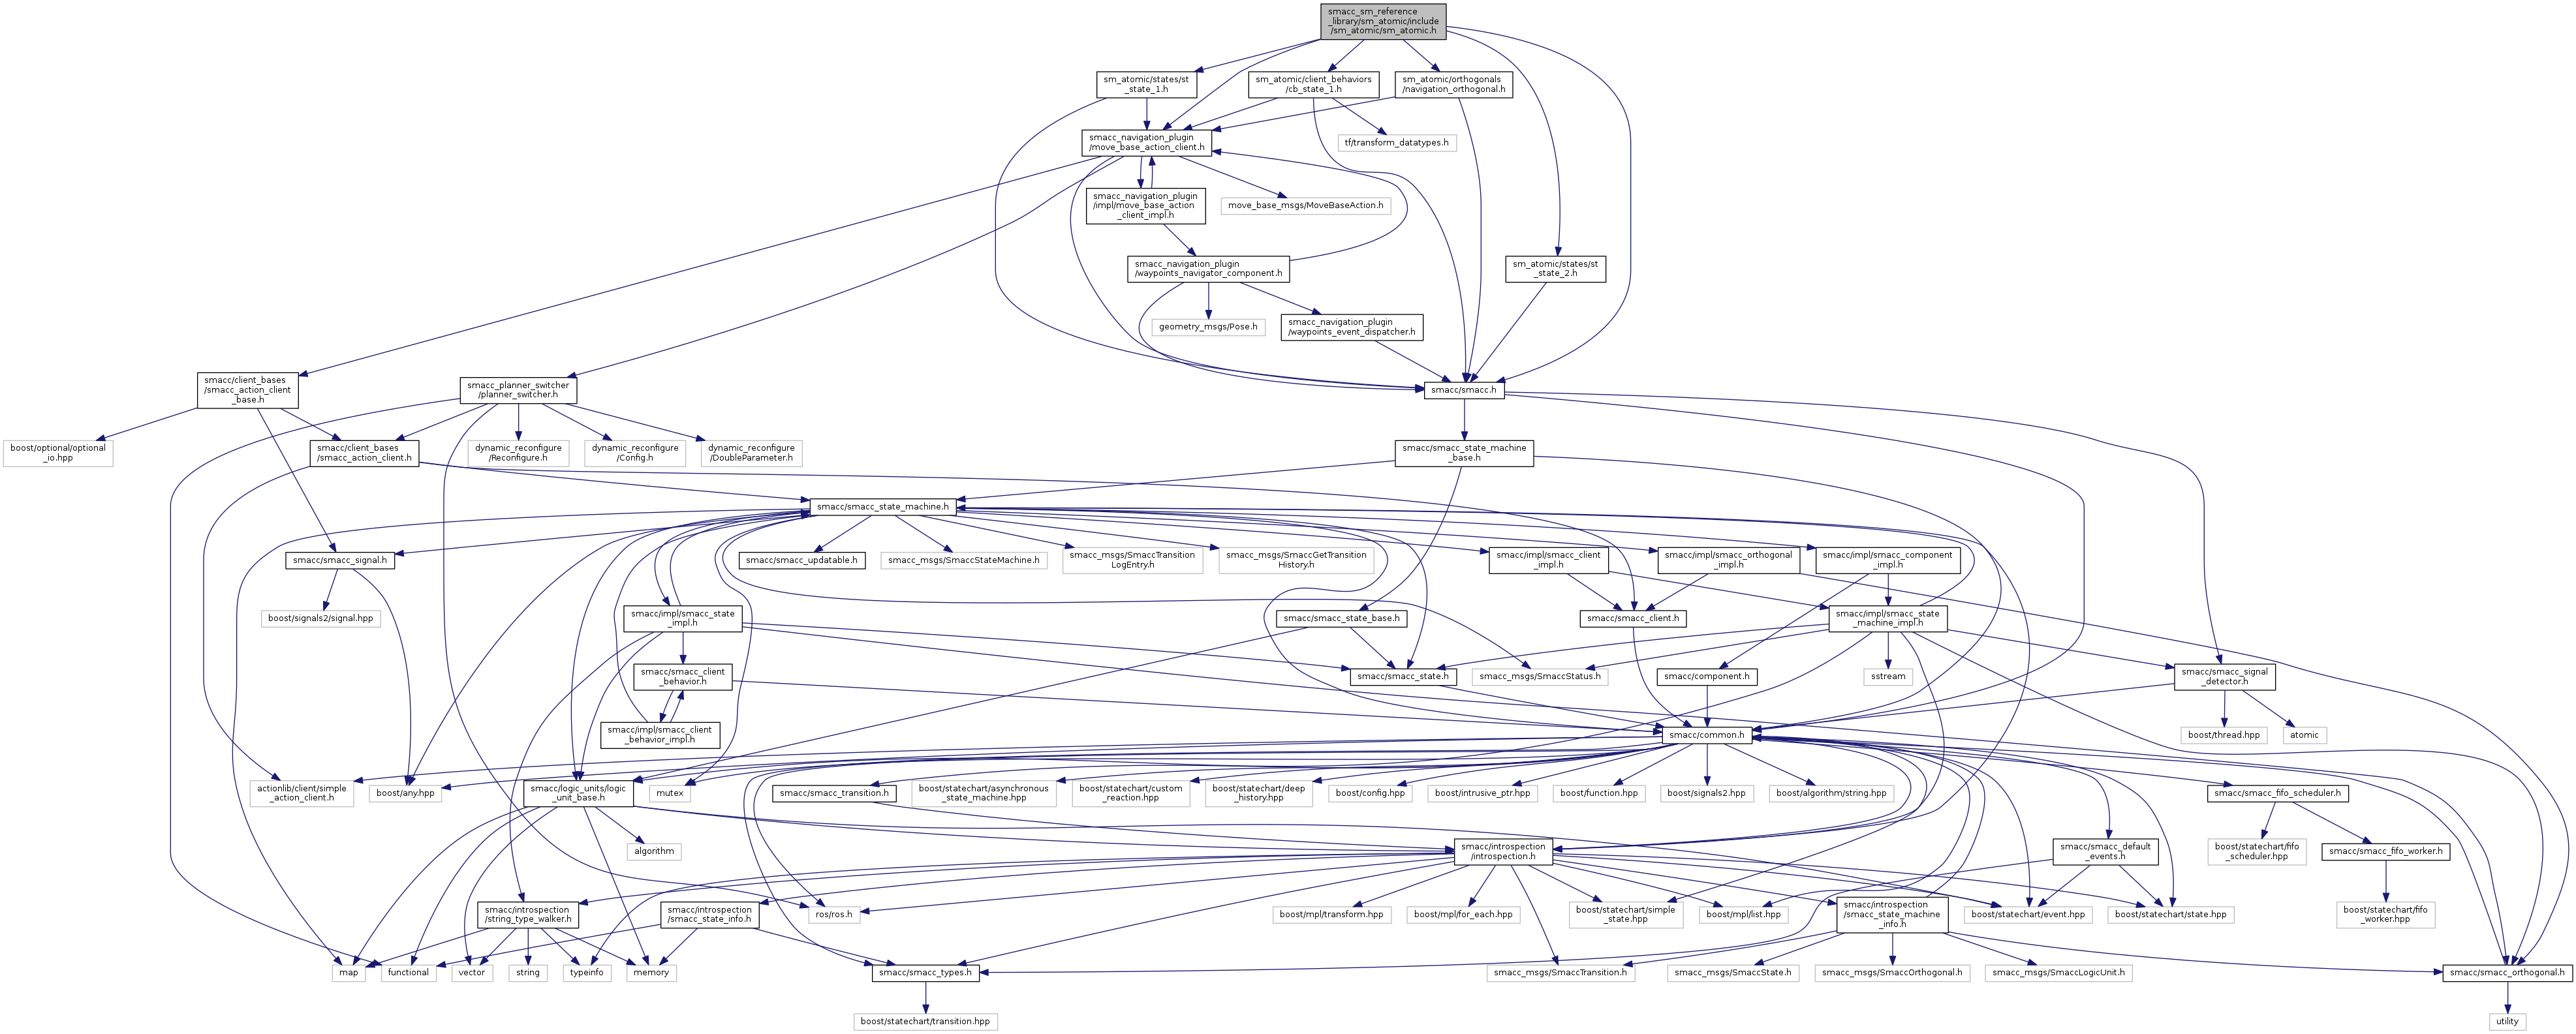 smacc_sm_reference
_library/sm_atomic/include
/sm_atomic/sm_atomic.h
sm_atomic/states/st
_state_1.h
sm_atomic/client_behaviors
/cb_state_1.h
sm_atomic/orthogonals
/navigation_orthogonal.h
smacc_navigation_plugin
/move_base_action_client.h
tf/transform_datatypes.h
smacc_navigation_plugin
/impl/move_base_action
_client_impl.h
move_base_msgs/MoveBaseAction.h
smacc_navigation_plugin
/waypoints_navigator_component.h
sm_atomic/states/st
_state_2.h
geometry_msgs/Pose.h
smacc_navigation_plugin
/waypoints_event_dispatcher.h
smacc/client_bases
/smacc_action_client
_base.h
smacc_planner_switcher
/planner_switcher.h
smacc/smacc.h
boost/optional/optional
_io.hpp
smacc/client_bases
/smacc_action_client.h
dynamic_reconfigure
/Reconfigure.h
dynamic_reconfigure
/Config.h
dynamic_reconfigure
/DoubleParameter.h
smacc/smacc_state_machine
_base.h
smacc/smacc_state_machine.h
smacc/smacc_signal.h
smacc/smacc_updatable.h
smacc_msgs/SmaccStateMachine.h
smacc_msgs/SmaccTransition
LogEntry.h
smacc_msgs/SmaccGetTransition
History.h
smacc/impl/smacc_client
_impl.h
smacc/impl/smacc_orthogonal
_impl.h
smacc/impl/smacc_component
_impl.h
boost/signals2/signal.hpp
smacc/impl/smacc_state
_impl.h
smacc/smacc_state_base.h
smacc/smacc_client.h
smacc/impl/smacc_state
_machine_impl.h
smacc/smacc_client
_behavior.h
smacc/smacc_state.h
smacc_msgs/SmaccStatus.h
smacc/component.h
sstream
smacc/smacc_signal
_detector.h
smacc/impl/smacc_client
_behavior_impl.h
smacc/common.h
boost/thread.hpp
atomic
actionlib/client/simple
_action_client.h
boost/any.hpp
smacc/logic_units/logic
_unit_base.h
mutex
smacc/smacc_transition.h
boost/statechart/asynchronous
_state_machine.hpp
boost/statechart/custom
_reaction.hpp
boost/statechart/deep
_history.hpp
boost/config.hpp
boost/intrusive_ptr.hpp
boost/function.hpp
boost/signals2.hpp
boost/algorithm/string.hpp
smacc/smacc_fifo_scheduler.h
algorithm
smacc/introspection
/introspection.h
smacc/smacc_default
_events.h
boost/statechart/fifo
_scheduler.hpp
smacc/smacc_fifo_worker.h
smacc/introspection
/string_type_walker.h
smacc/introspection
/smacc_state_info.h
ros/ros.h
boost/mpl/transform.hpp
boost/mpl/for_each.hpp
boost/statechart/simple
_state.hpp
boost/mpl/list.hpp
smacc/introspection
/smacc_state_machine
_info.h
boost/statechart/event.hpp
boost/statechart/state.hpp
boost/statechart/fifo
_worker.hpp
map
functional
vector
string
typeinfo
memory
smacc/smacc_types.h
smacc_msgs/SmaccTransition.h
smacc_msgs/SmaccState.h
smacc_msgs/SmaccOrthogonal.h
smacc_msgs/SmaccLogicUnit.h
smacc/smacc_orthogonal.h
boost/statechart/transition.hpp
utility